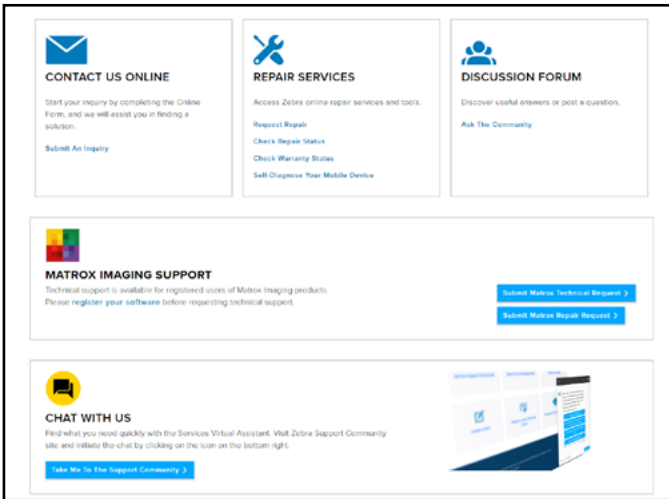 CONTACT US ONLINE
Start your inquiry by completing the Online
Form, and we will assist you in finding a
solution.
Submit An Inquiry
REPAIR SERVICES
Access Zebra online repair services and tools.
Request Repair
Check Repair Status
Check Warranty Status
Self-Diagnose Your Mobile Device
DISCUSSION FORUM
Discover useful answers or post a question.
Ask The Community
MATROX IMAGING SUPPORT
Technical support is available for registered users of Matrox Imaging products.
Please register your software before requesting technical support.
Submit Matrox Technical Request >
Submit Matrox Repair Request >
CHAT WITH US
Find what you need quickly with the Services Virtual Assistant. Visit Zebra Support Community
site and initiate the chat by clicking on the icon on the bottom right.
Take Me To The Support Community >